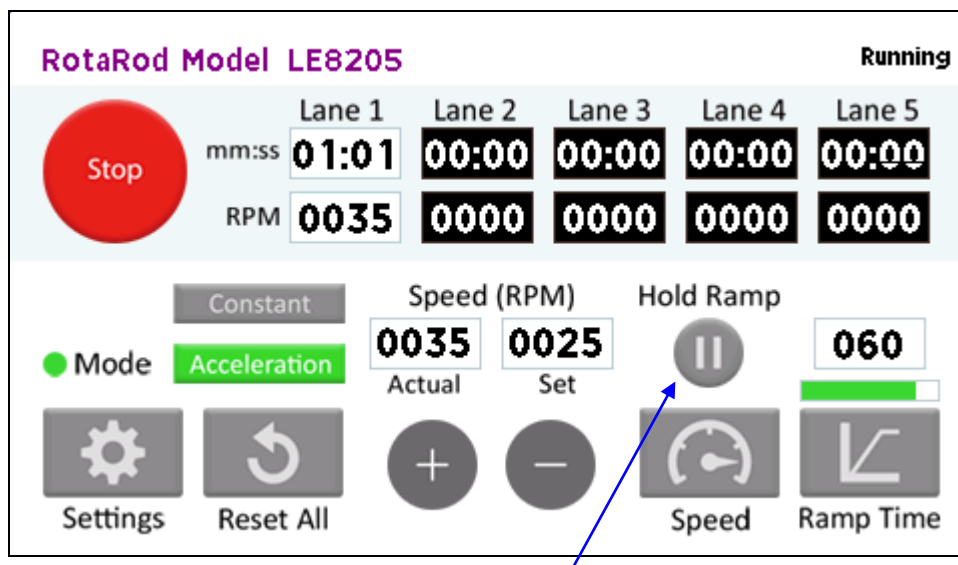 RotaRod Model LE8205 Running
Lane 1 Lane 2 Lane 3 Lane 4 Lane 5
Stop mm:ss 01:01 00:00 00:00 00:00 00:00
RPM 0035 0000 0000 0000 0000
Constant Speed (RPM) Hold Ramp
Mode Acceleration 0035 0025 060
Actual Set
+ −
Settings Reset All Speed Ramp Time